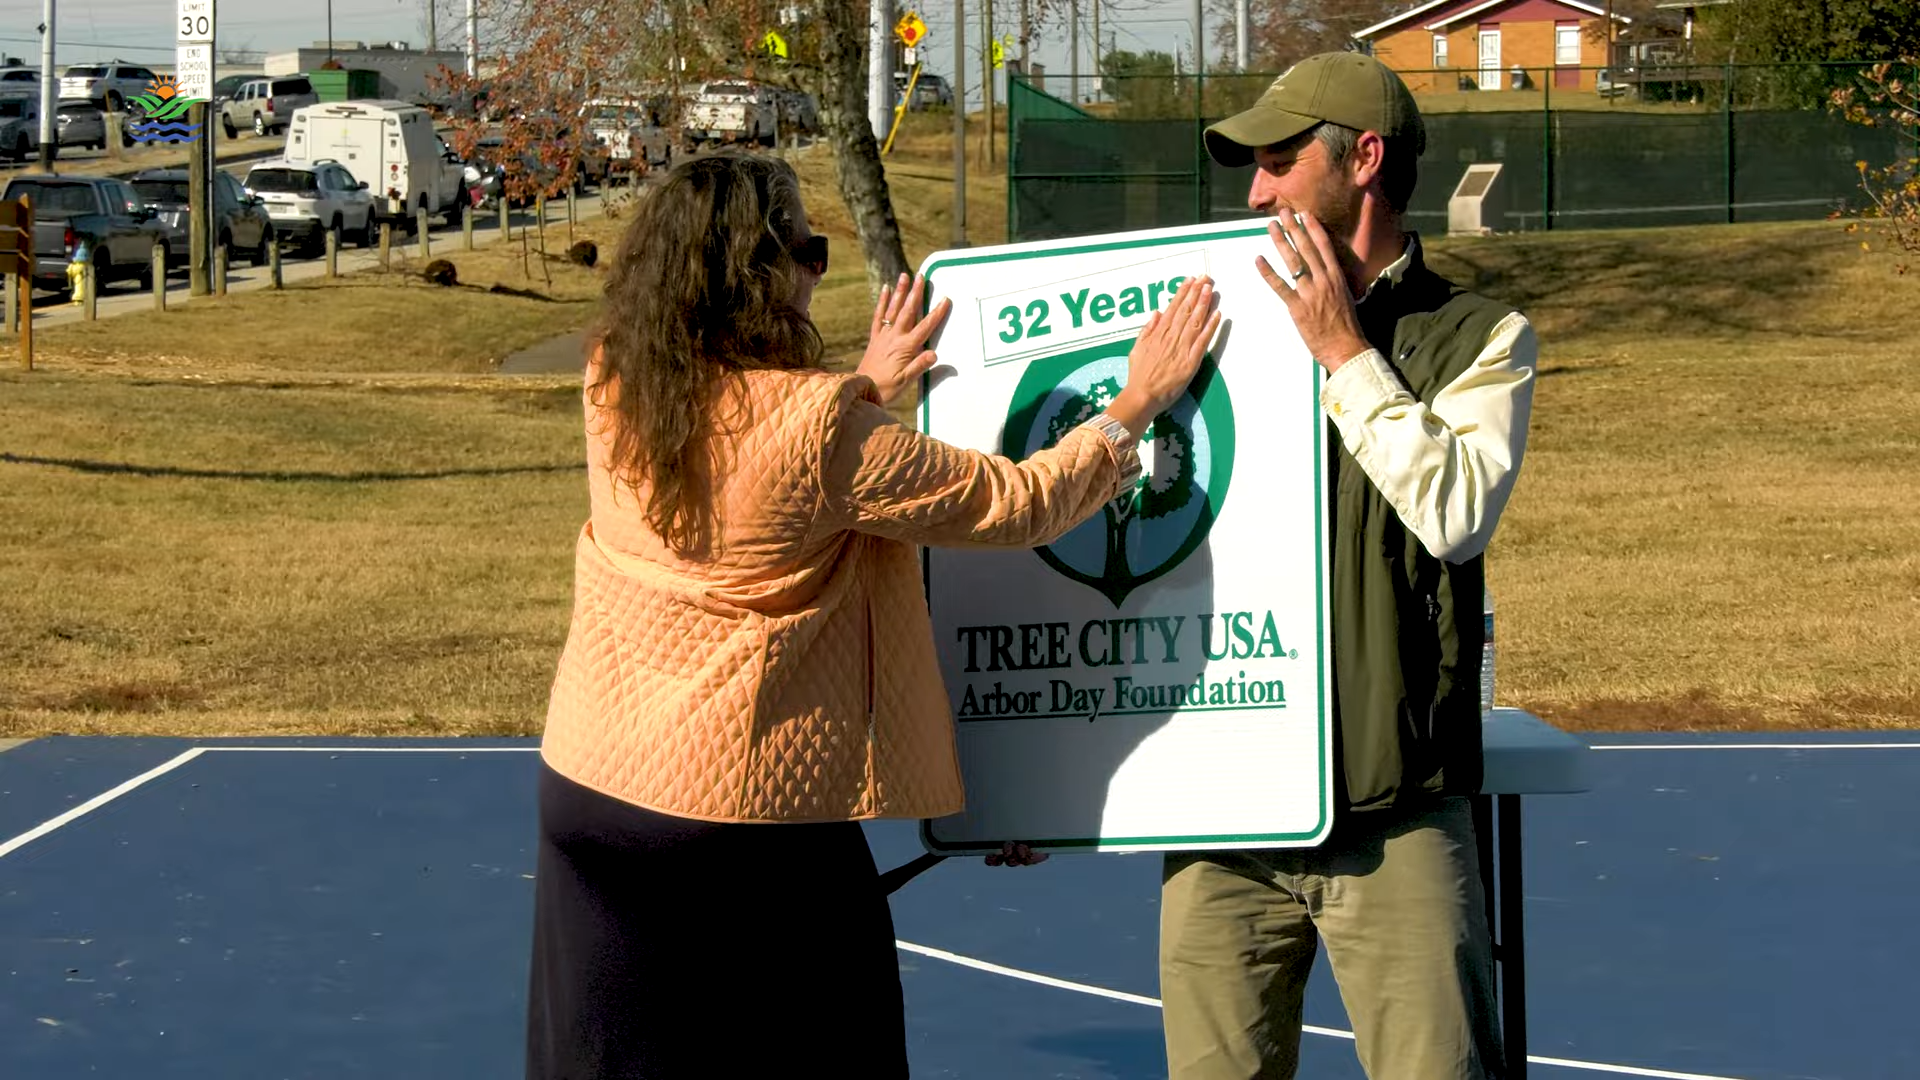 LIMIT
30
END
SCHOOL
SPEED
LIMIT
32 Years
TREE CITY USA®
Arbor Day Foundation